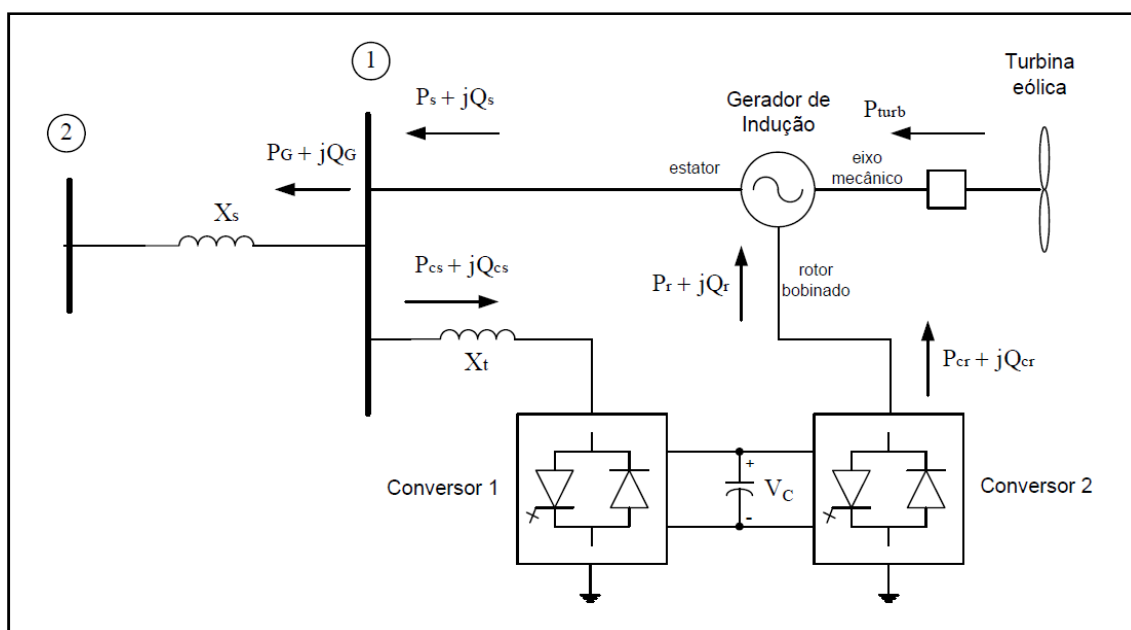 1
Turbina
eólica
Ps + jQs
Gerador de
Indução
Pturb
2
PG + jQG
estator
eixo
mecânico
Xs
Pcs + jQcs
Pr + jQr
rotor
bobinado
Xt
Pcr + jQcr
Conversor 1
+
VC
-
Conversor 2